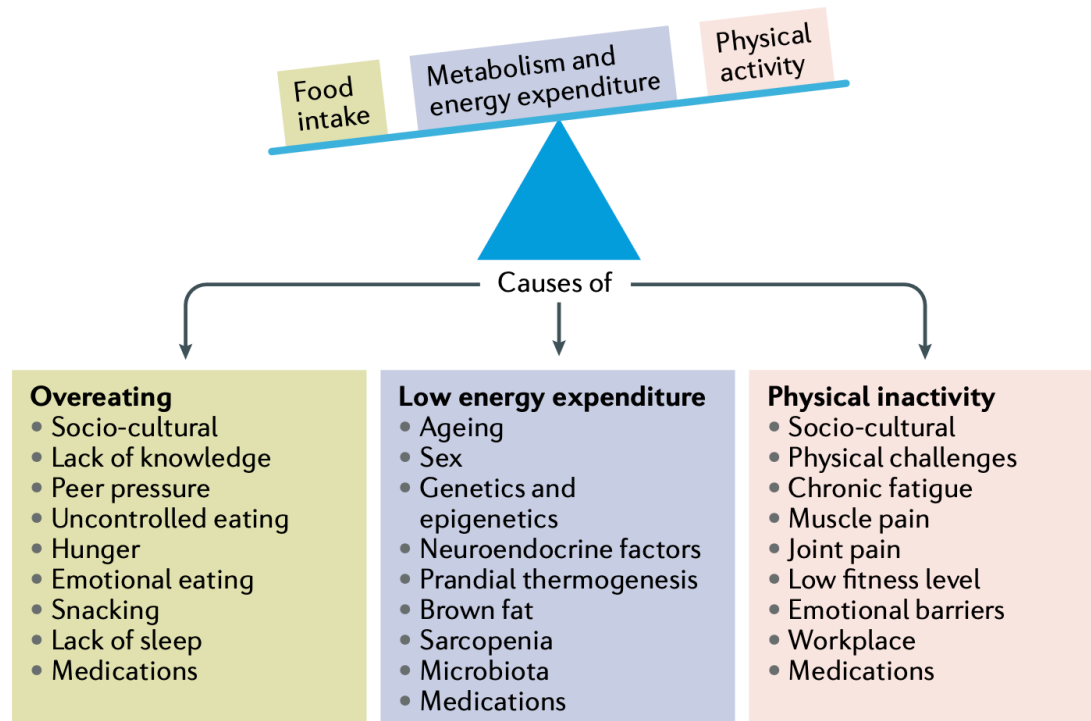 Food
intake
Metabolism and
energy expenditure
Physical
activity
Causes of
Overeating
• Socio-cultural
• Lack of knowledge
• Peer pressure
• Uncontrolled eating
• Hunger
• Emotional eating
• Snacking
• Lack of sleep
• Medications
Low energy expenditure
• Ageing
• Sex
• Genetics and
epigenetics
• Neuroendocrine factors
• Prandial thermogenesis
• Brown fat
• Sarcopenia
• Microbiota
• Medications
Physical inactivity
• Socio-cultural
• Physical challenges
• Chronic fatigue
• Muscle pain
• Joint pain
• Low fitness level
• Emotional barriers
• Workplace
• Medications